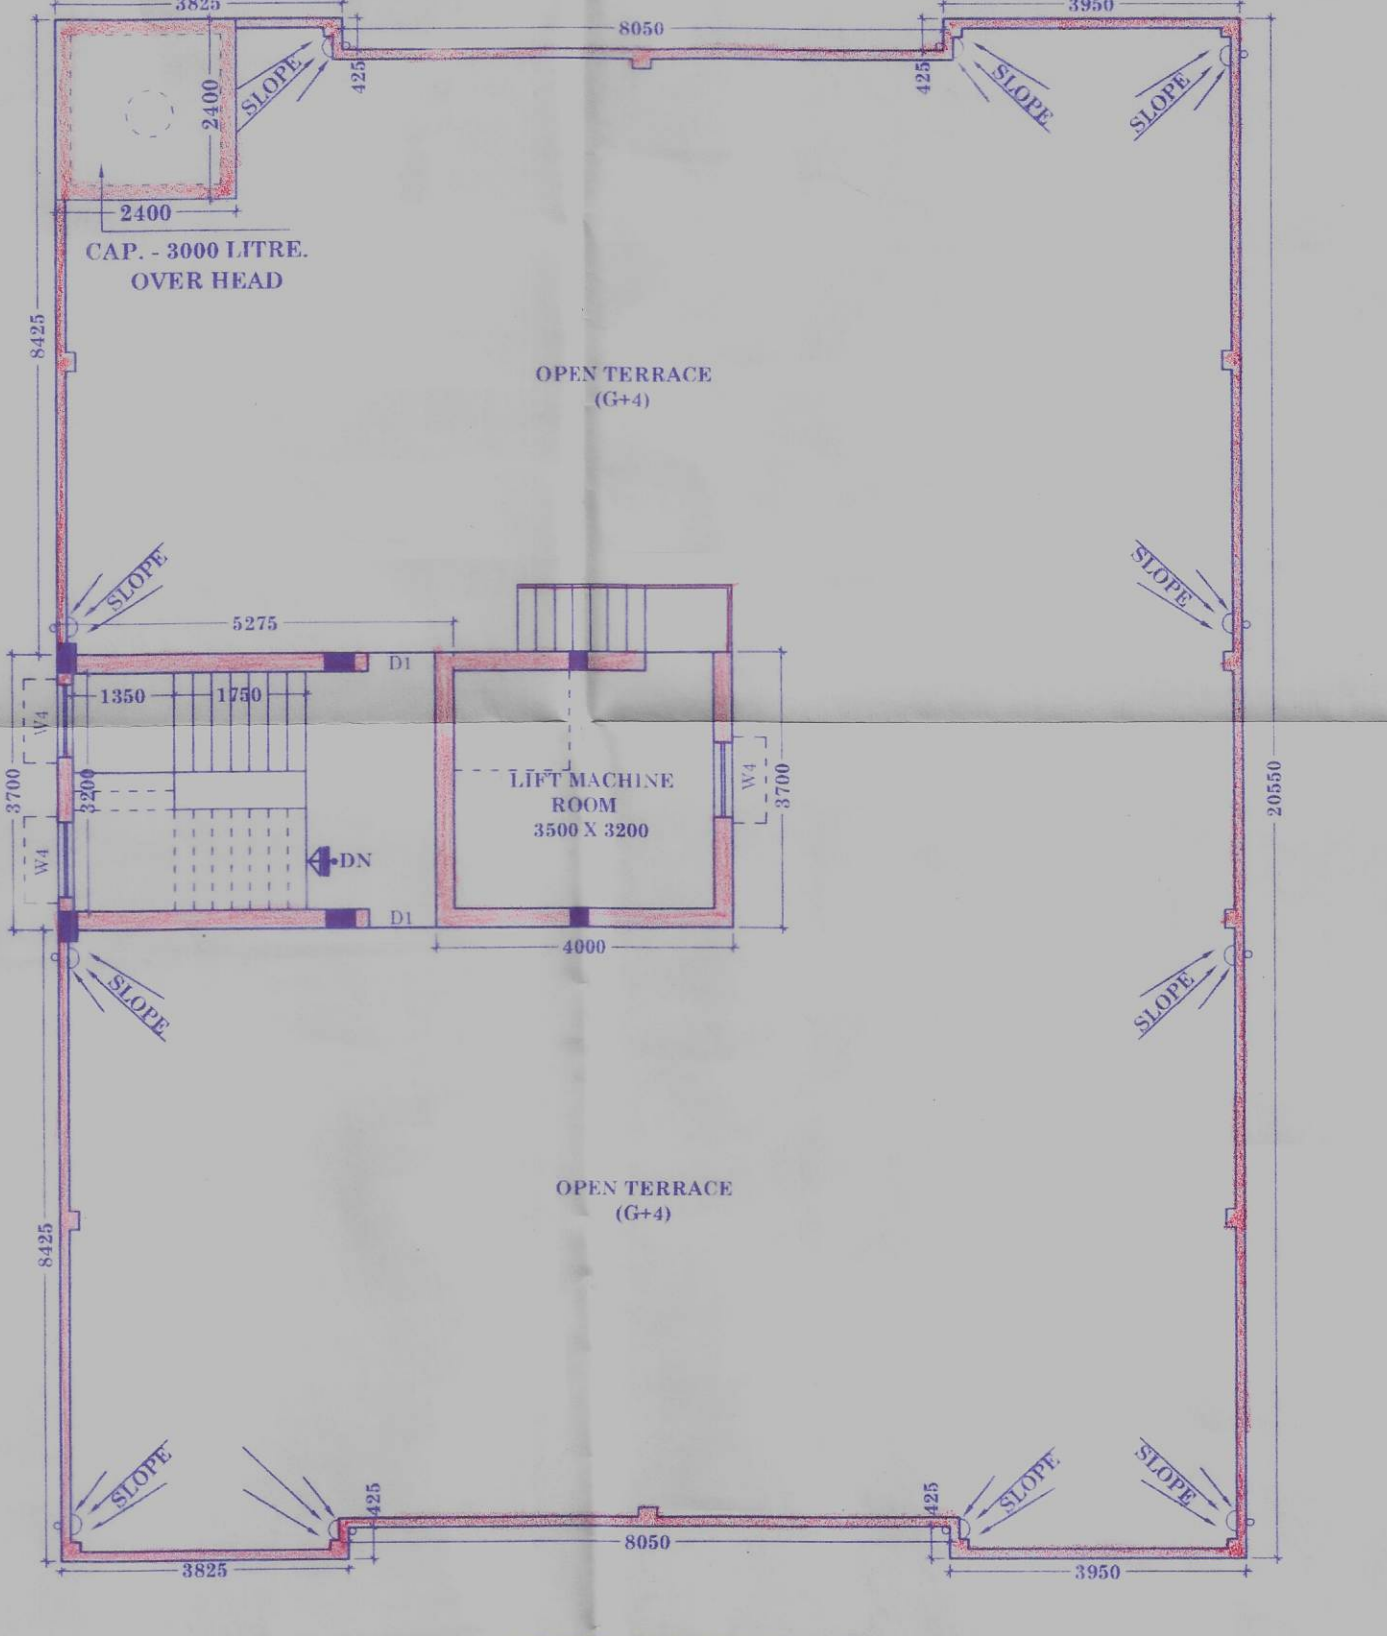 3825
3950
8050
425
425
SLOPE
SLOPE
SLOPE
2400
2400
CAP. - 3000 LITRE.
OVER HEAD
8425
OPEN TERRACE
(G+4)
SLOPE
SLOPE
5275
D1
1350
1750
W4
3700
3200
LIFT MACHINE
ROOM
3500 X 3200
W4
3700
20550
W4
DN
D1
4000
SLOPE
SLOPE
OPEN TERRACE
(G+4)
8425
SLOPE
425
425
SLOPE
SLOPE
8050
3825
3950